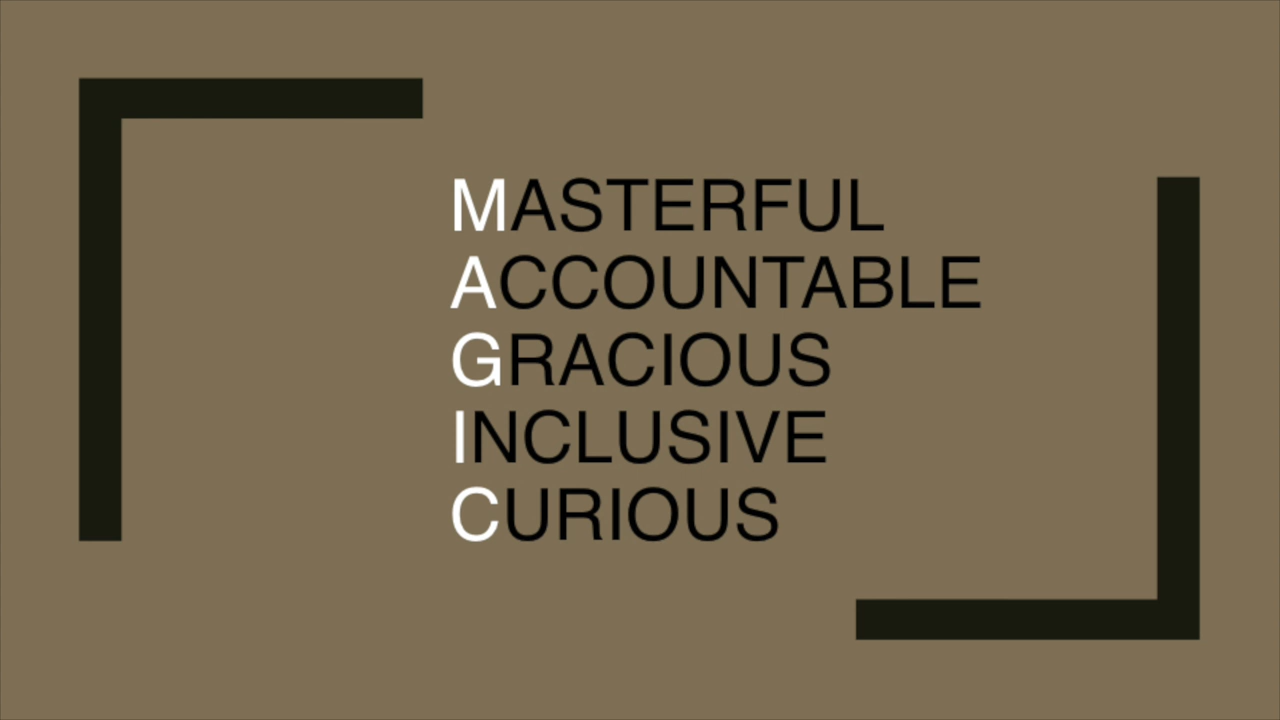 MASTERFUL
ACCOUNTABLE
GRACIOUS
INCLUSIVE
CURIOUS